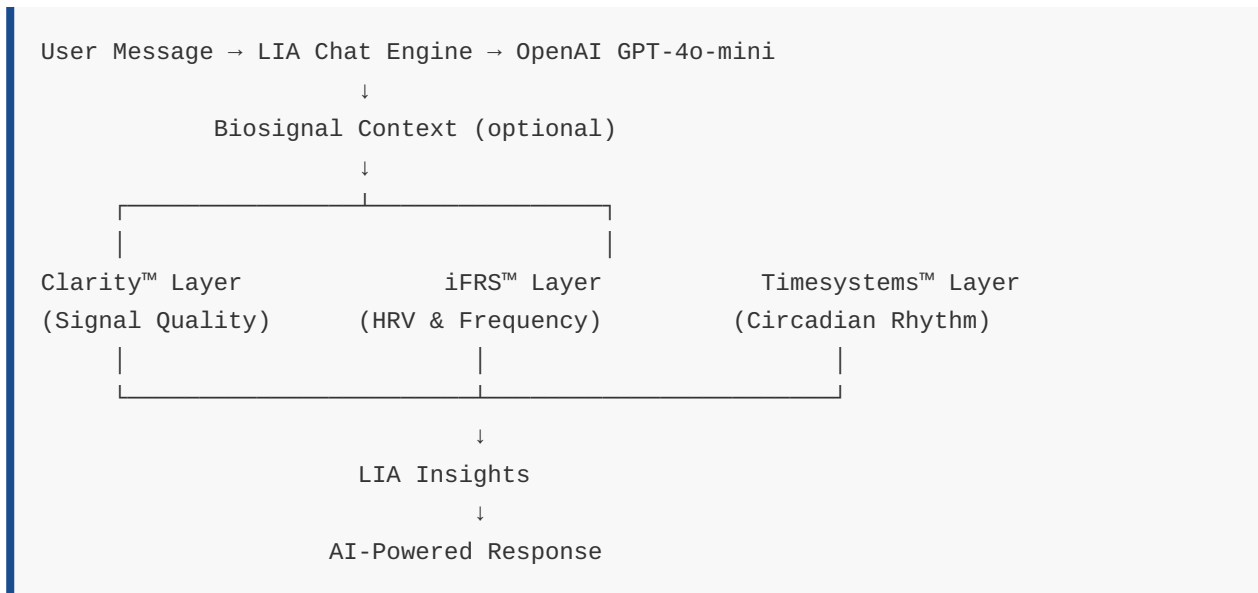 User Message → LIA Chat Engine → OpenAI GPT-4o-mini
↓
Biosignal Context (optional)
↓
Clarity™ Layer iFRS™ Layer Timesystems™ Layer
(Signal Quality) (HRV & Frequency) (Circadian Rhythm)
↓
LIA Insights
↓
AI-Powered Response